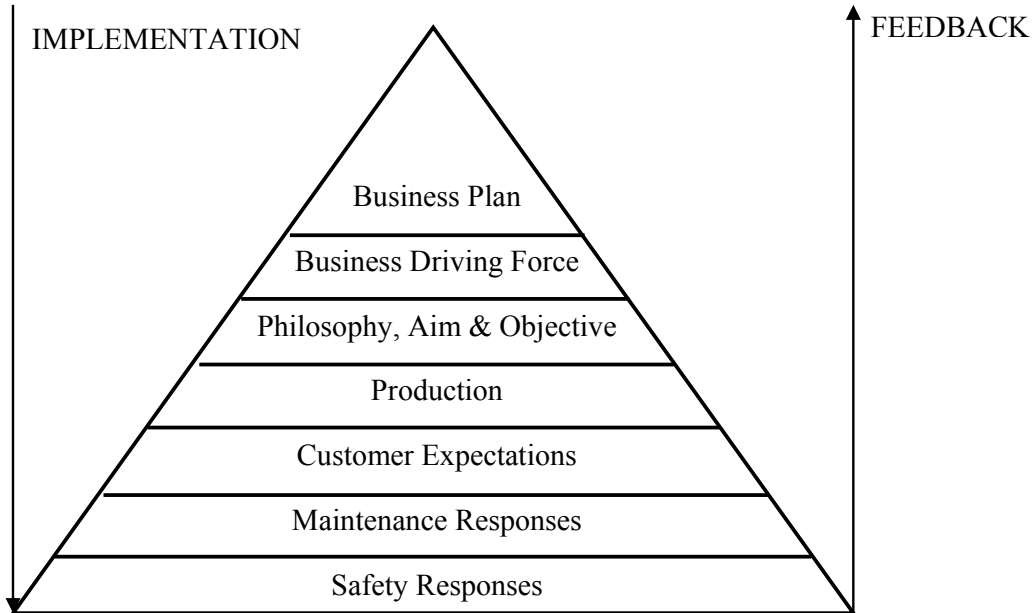 IMPLEMENTATION
FEEDBACK
Business Plan
Business Driving Force
Philosophy, Aim & Objective
Production
Customer Expectations
Maintenance Responses
Safety Responses